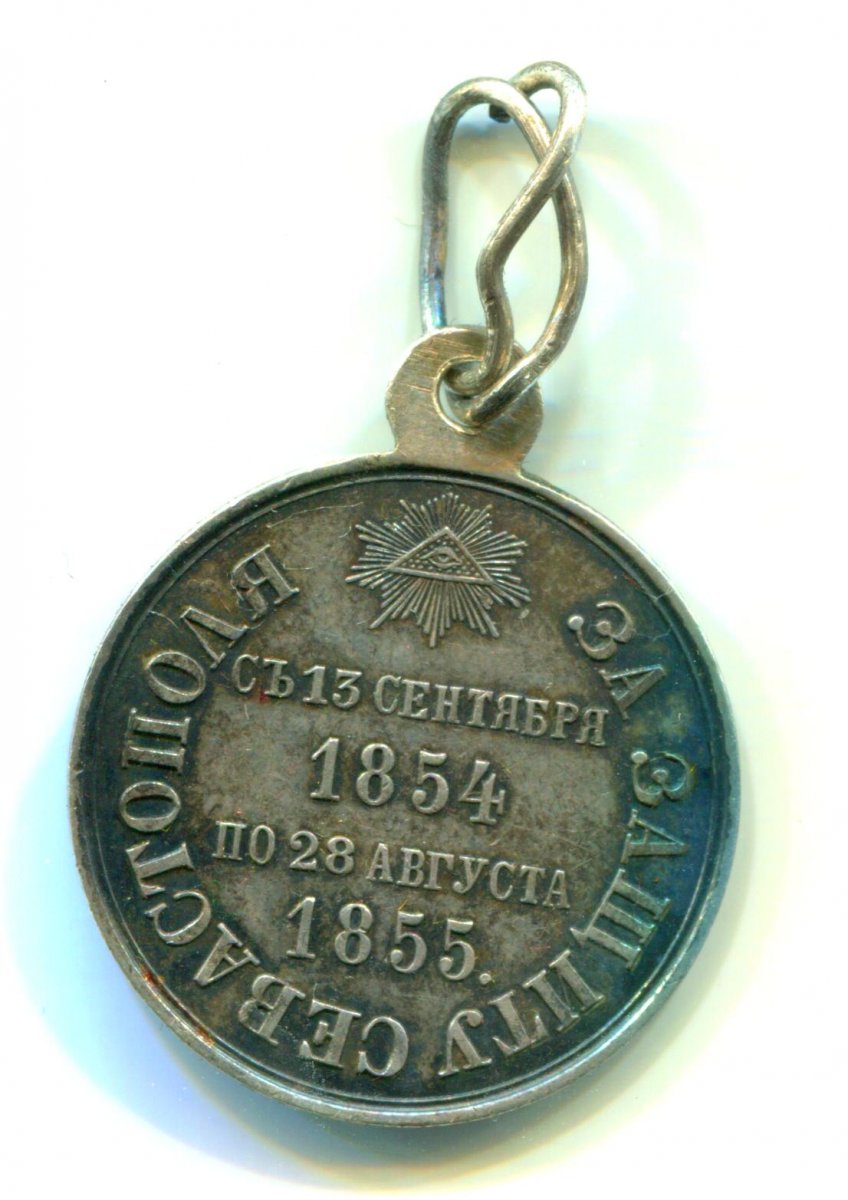 ЗА ЗАЩИТУ СЕВАСТОПОЛЯ
СЪ 13 СЕНТЯБРЯ
1854
ПО 28 АВГУСТА
1855.